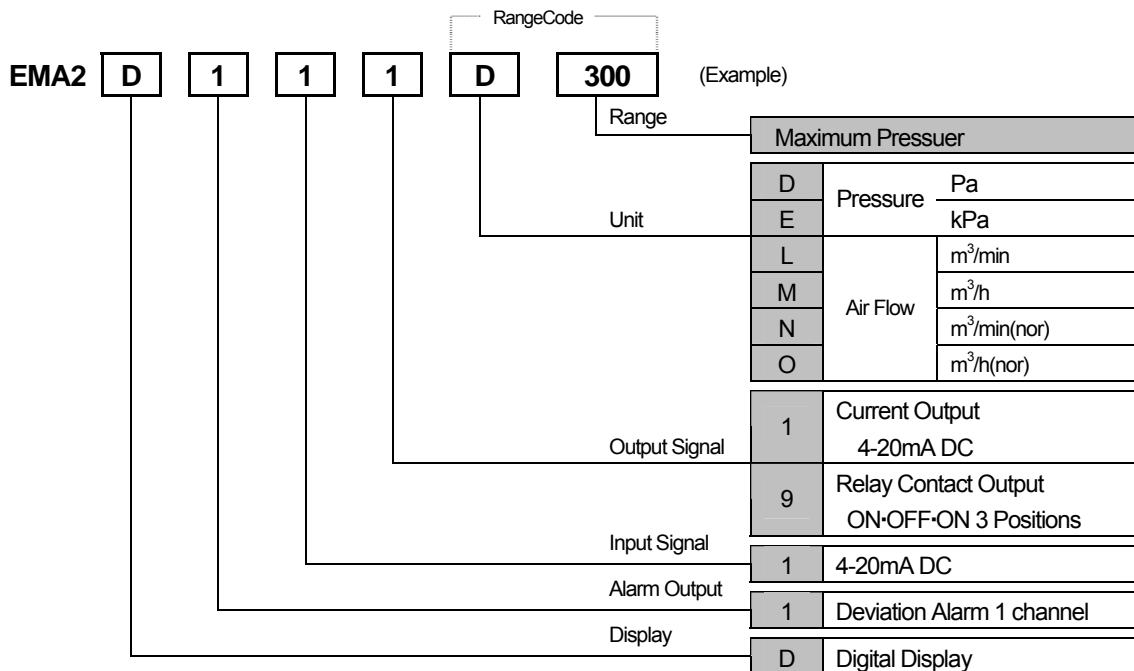 RangeCode
EMA2 D 1 1 1 D 300 (Example)
Range
Maximum Pressuer
D Pressure Pa
Unit E kPa
L Air Flow m³/min
M m³/h
N m³/min(nor)
O m³/h(nor)
Output Signal 1 Current Output
4-20mA DC
9 Relay Contact Output
ON・OFF・ON 3 Positions
Input Signal
1 4-20mA DC
Alarm Output
1 Deviation Alarm 1 channel
Display
D Digital Display